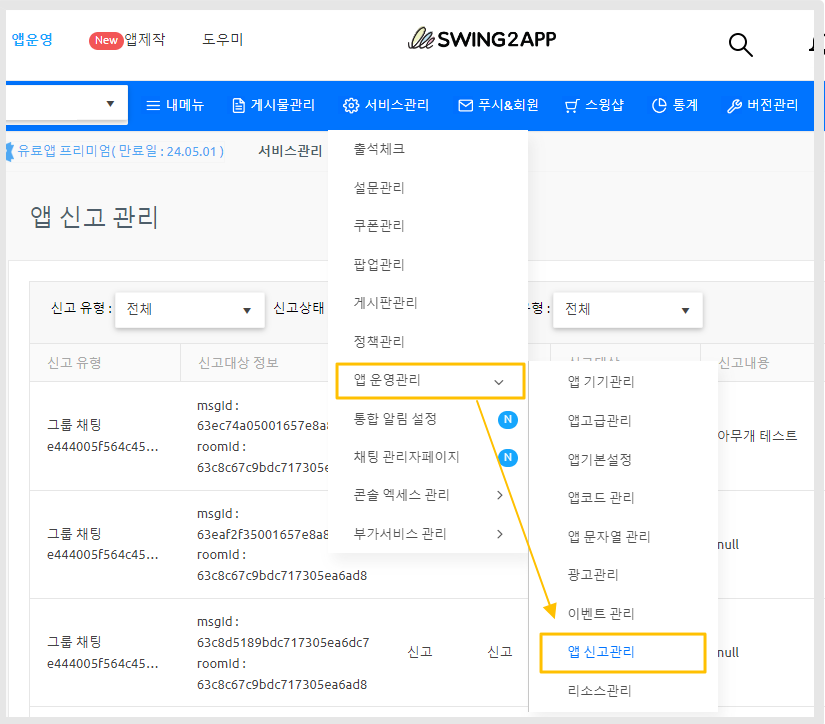 앱운영
New 앱제작
도우미
SWING2APP
내메뉴
게시물관리
서비스관리
푸시&회원
스윙샵
통계
버전관리
유료앱 프리미엄( 만료일 : 24.05.01 )
서비스관리
앱 신고 관리
출석체크
설문관리
쿠폰관리
팝업관리
게시판관리
정책관리
앱 운영관리
통합 알림 설정 N
채팅 관리자페이지 N
콘솔 엑세스 관리
부가서비스 관리
앱 기기관리
앱고급관리
앱기본설정
앱코드 관리
앱 문자열 관리
광고관리
이벤트 관리
앱 신고관리
리소스관리
신고 유형 : 전체
신고상태
형 : 전체
신고 유형
신고대상 정보
신고대상
신고내용
그룹 채팅
e444005f564c45...
msgId :
63ec74a05001657e8a8
roomId :
63c8c67c9bdc717305e
아무개 테스트
그룹 채팅
e444005f564c45...
msgId :
63eaf2f35001657e8a8
roomId :
63c8c67c9bdc717305ea6ad8
null
그룹 채팅
e444005f564c45...
msgId :
63c8d5189bdc717305ea6dc7
roomId :
63c8c67c9bdc717305ea6ad8
신고
신고
null